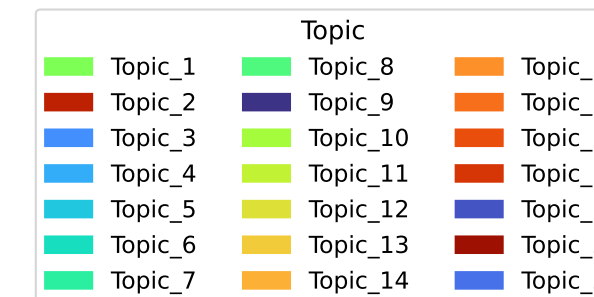 Topic
Topic_1 Topic_8 Topic_
Topic_2 Topic_9 Topic_
Topic_3 Topic_10 Topic_
Topic_4 Topic_11 Topic_
Topic_5 Topic_12 Topic_
Topic_6 Topic_13 Topic_
Topic_7 Topic_14 Topic_